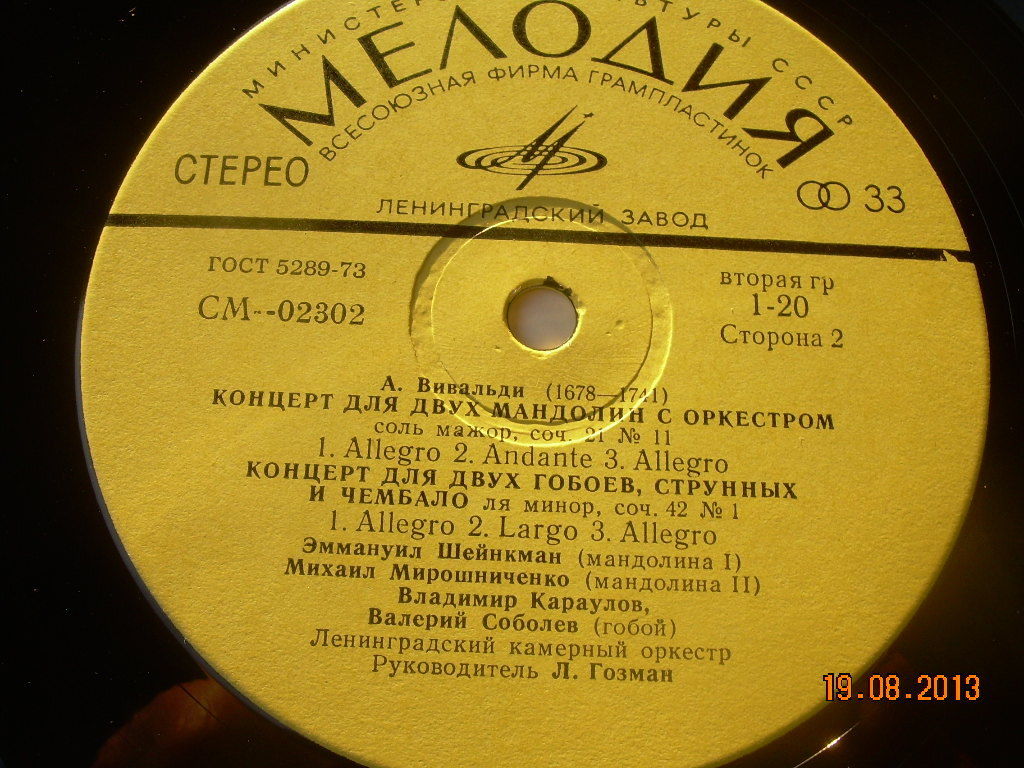 МИНИСТЕРСТВО КУЛЬТУРЫ СССР
МЕЛОДИЯ
ВСЕСОЮЗНАЯ ФИРМА ГРАМПЛАСТИНОК
СТЕРЕО
33
ЛЕНИНГРАДСКИЙ ЗАВОД
ГОСТ 5289-73
СМ--02302
вторая гр
1-20
Сторона 2
А. Вивальди (1678—1741)
КОНЦЕРТ ДЛЯ ДВУХ МАНДОЛИН С ОРКЕСТРОМ
соль мажор, соч. 21 № 11
1. Allegro 2. Andante 3. Allegro
КОНЦЕРТ ДЛЯ ДВУХ ГОБОЕВ, СТРУННЫХ
И ЧЕМБАЛО ля минор, соч. 42 № 1
1. Allegro 2. Largo 3. Allegro
Эммануил Шейнкман (мандолина I)
Михаил Мирошниченко (мандолина II)
Владимир Караулов,
Валерий Соболев (гобой)
Ленинградский камерный оркестр
Руководитель Л. Гозман
19.08.2013